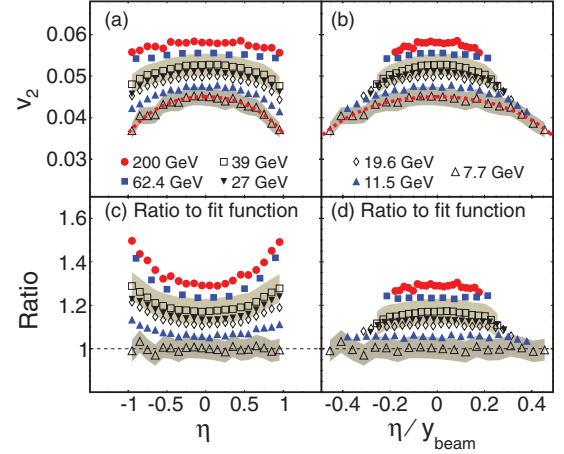 (a) (b)
0.06
0.05
0.04
0.03
v2
200 GeV 39 GeV 19.6 GeV 7.7 GeV
62.4 GeV 27 GeV 11.5 GeV
(c) Ratio to fit function (d) Ratio to fit function
1.6
1.4
1.2
1
Ratio
-1 -0.5 0 0.5 1 -0.4 -0.2 0 0.2 0.4
η η/ybeam